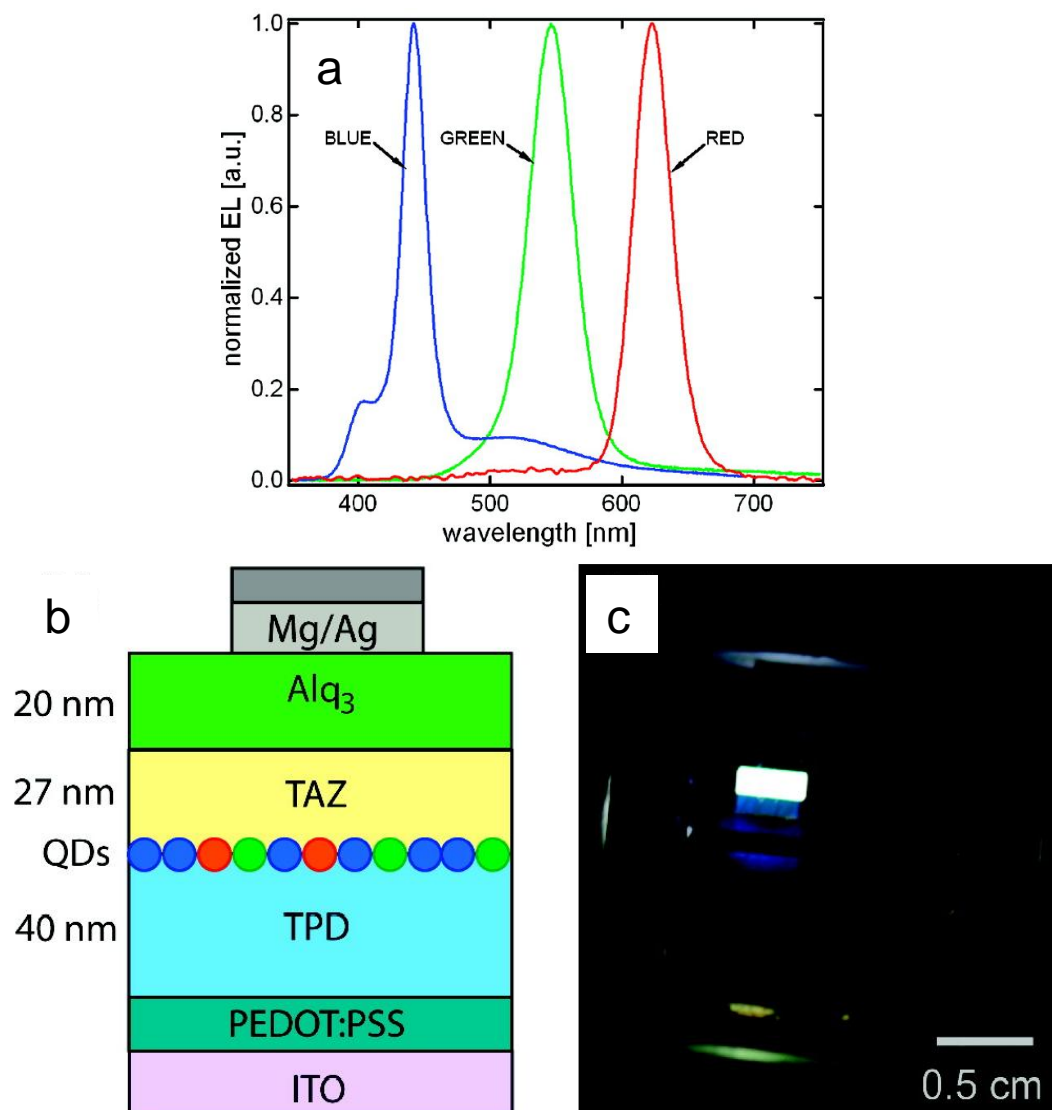 a
BLUE
GREEN
RED
normalized EL [a.u.]
1.0
0.8
0.6
0.4
0.2
0.0
400
500
600
700
wavelength [nm]
b
Mg/Ag
20 nm
Alq3
27 nm
TAZ
QDs
40 nm
TPD
PEDOT:PSS
ITO
c
0.5 cm